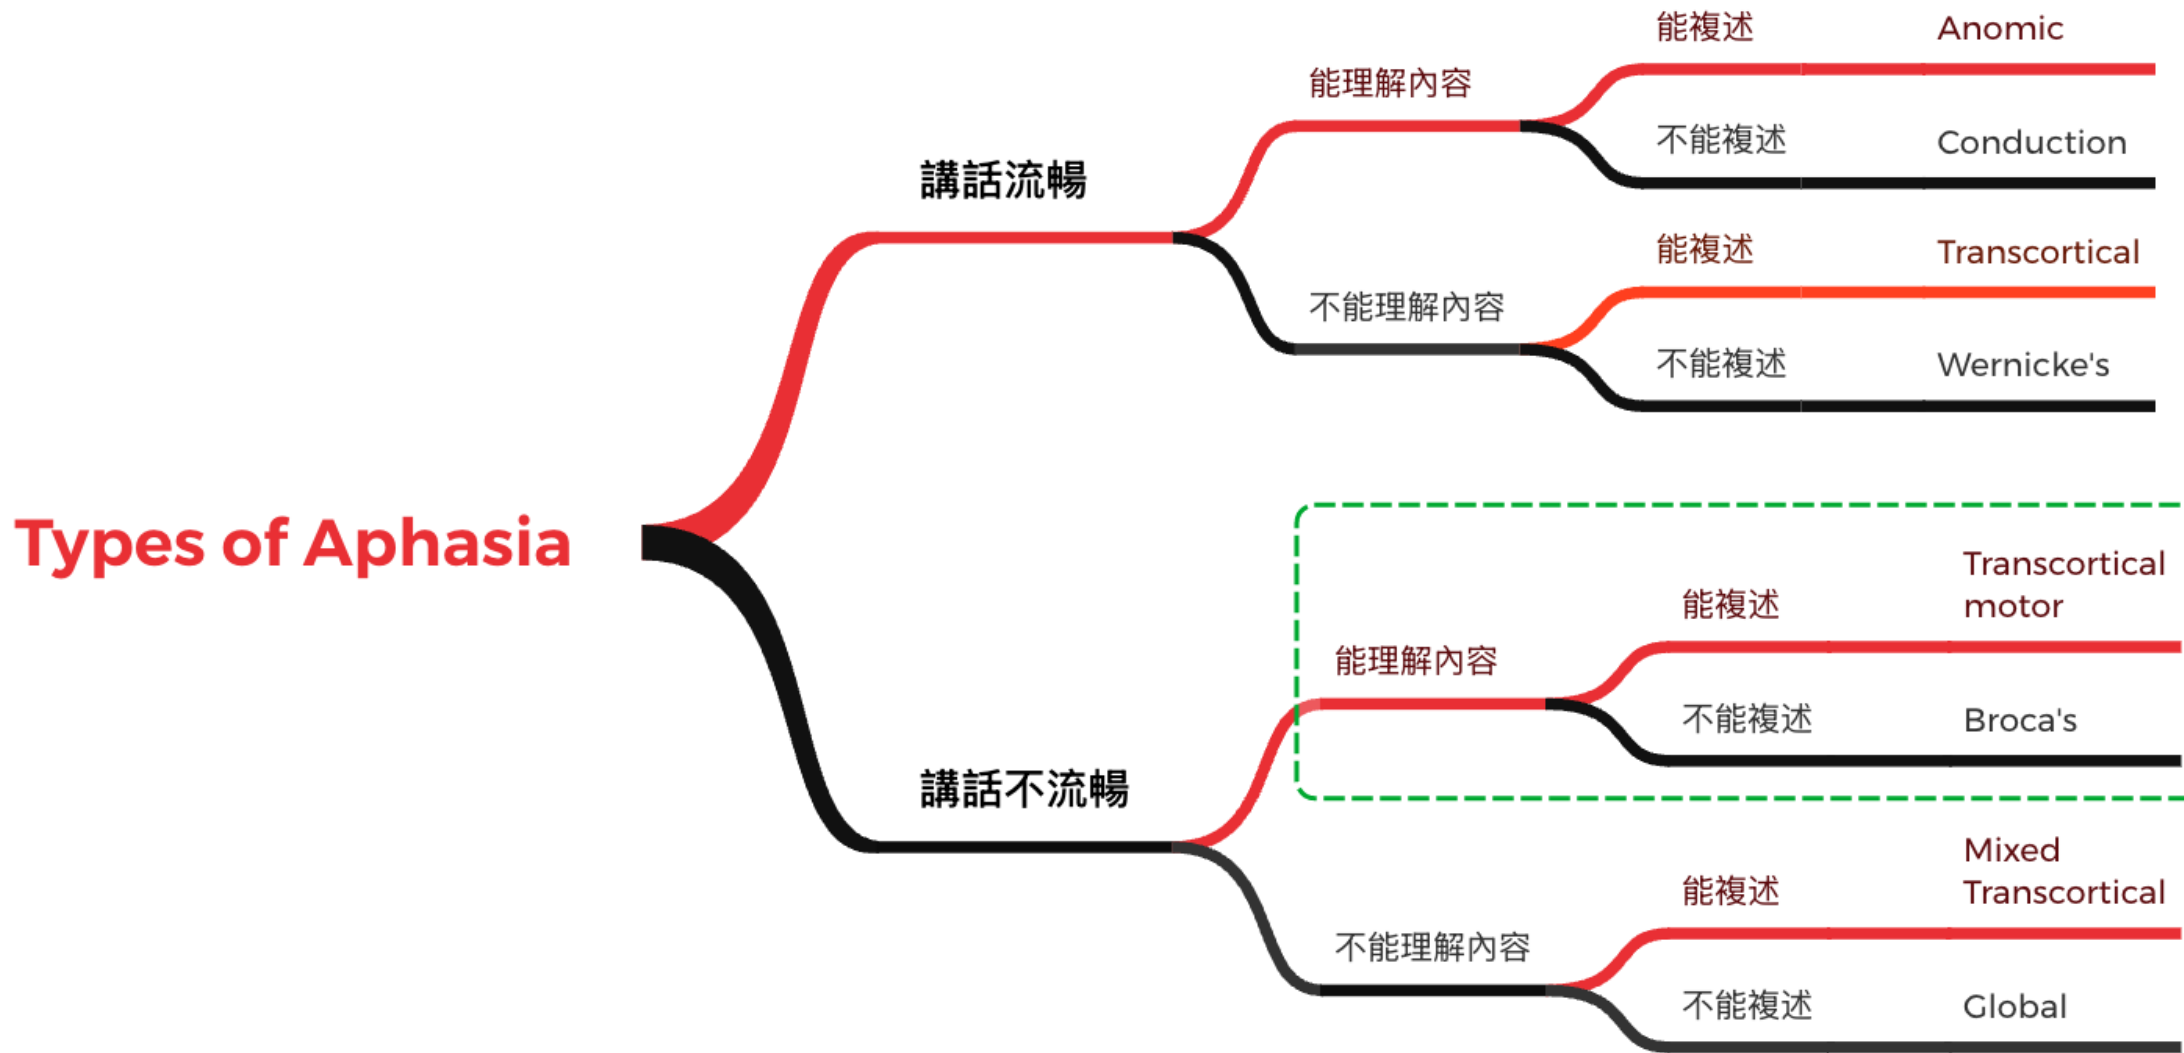 Types of Aphasia
講話流暢
能理解內容
能複述
Anomic
不能複述
Conduction
不能理解內容
能複述
Transcortical
不能複述
Wernicke's
講話不流暢
能理解內容
能複述
Transcortical
motor
不能複述
Broca's
不能理解內容
能複述
Mixed
Transcortical
不能複述
Global